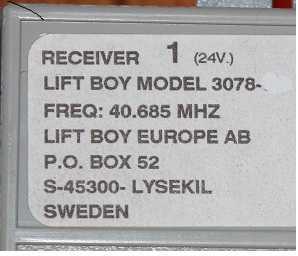 RECEIVER 1 (24V.)
LIFT BOY MODEL 3078-
FREQ: 40.685 MHZ
LIFT BOY EUROPE AB
P.O. BOX 52
S-45300- LYSEKIL
SWEDEN